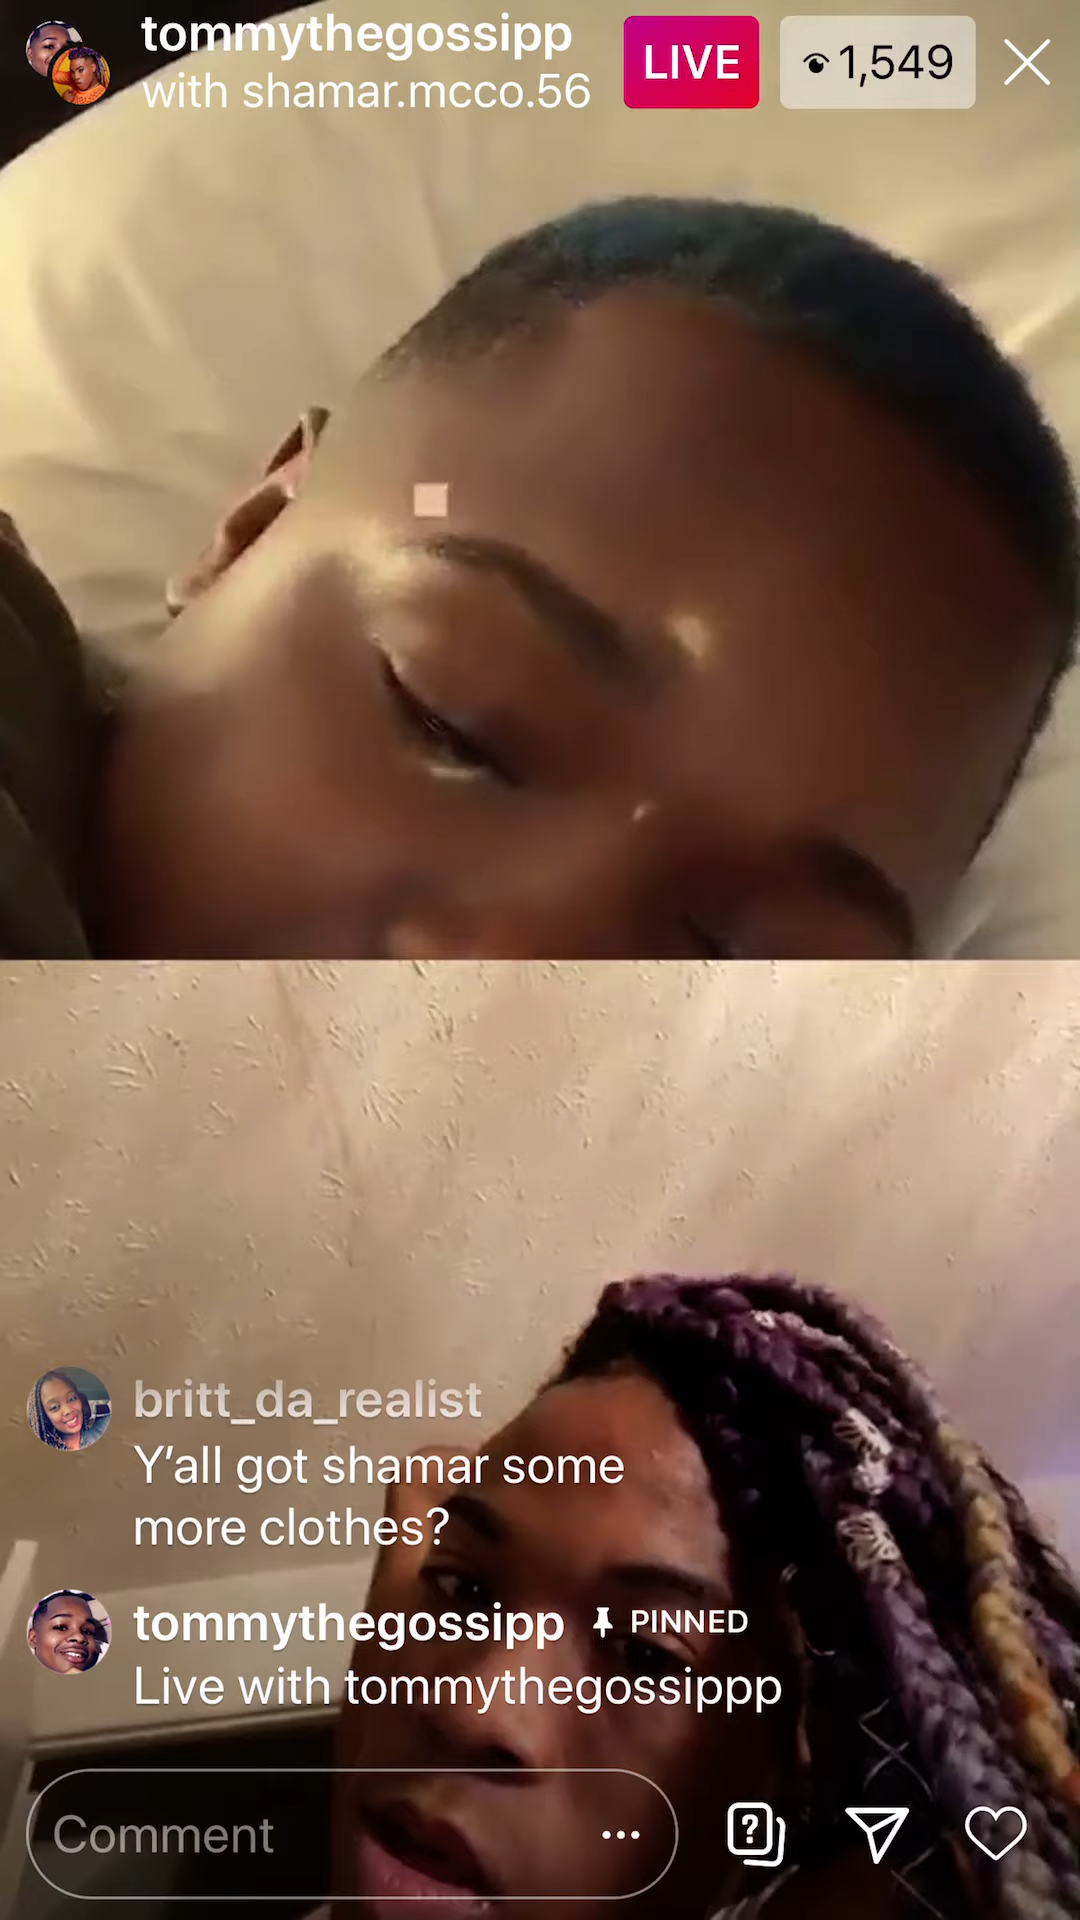 tommythegossipp
with shamar.mcco.56
LIVE
1,549
britt_da_realist
Y’all got shamar some
more clothes?
tommythegossipp PINNED
Live with tommythegossippp
Comment
?